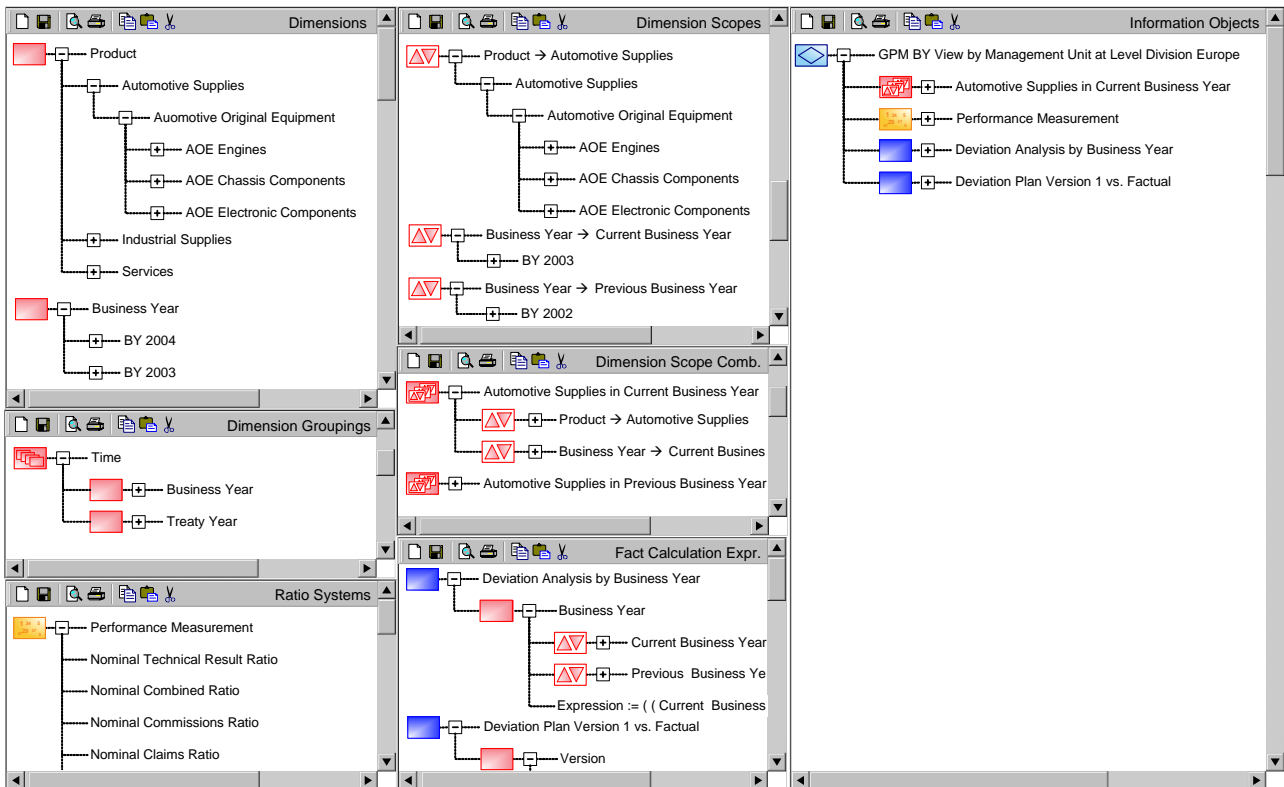 Dimensions
Product
Automotive Supplies
Auomotive Original Equipment
AOE Engines
AOE Chassis Components
AOE Electronic Components
Industrial Supplies
Services
Business Year
BY 2004
BY 2003
Dimension Groupings
Time
Business Year
Treaty Year
Ratio Systems
Performance Measurement
Nominal Technical Result Ratio
Nominal Combined Ratio
Nominal Commissions Ratio
Nominal Claims Ratio
Dimension Scopes
Product → Automotive Supplies
Automotive Supplies
Automotive Original Equipment
AOE Engines
AOE Chassis Components
AOE Electronic Components
Business Year → Current Business Year
BY 2003
Business Year → Previous Business Year
BY 2002
Dimension Scope Comb.
Automotive Supplies in Current Business Year
Product → Automotive Supplies
Business Year → Current Busines
Automotive Supplies in Previous Business Year
Fact Calculation Expr.
Deviation Analysis by Business Year
Business Year
Current Business Year
Previous Business Ye
Expression := ( ( Current Business
Deviation Plan Version 1 vs. Factual
Version
Information Objects
GPM BY View by Management Unit at Level Division Europe
Automotive Supplies in Current Business Year
Performance Measurement
Deviation Analysis by Business Year
Deviation Plan Version 1 vs. Factual